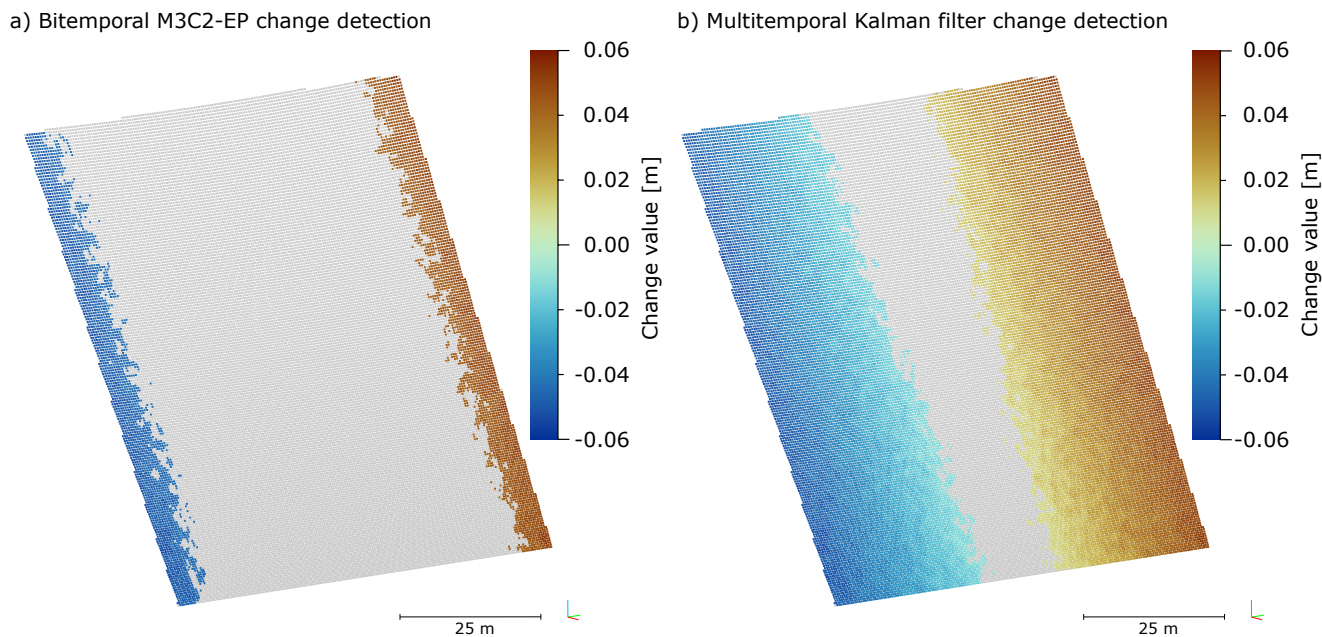 a) Bitemporal M3C2-EP change detection
0.06
0.04
0.02
0.00
-0.02
-0.04
-0.06
Change value [m]
25 m
b) Multitemporal Kalman filter change detection
0.06
0.04
0.02
0.00
-0.02
-0.04
-0.06
Change value [m]
25 m